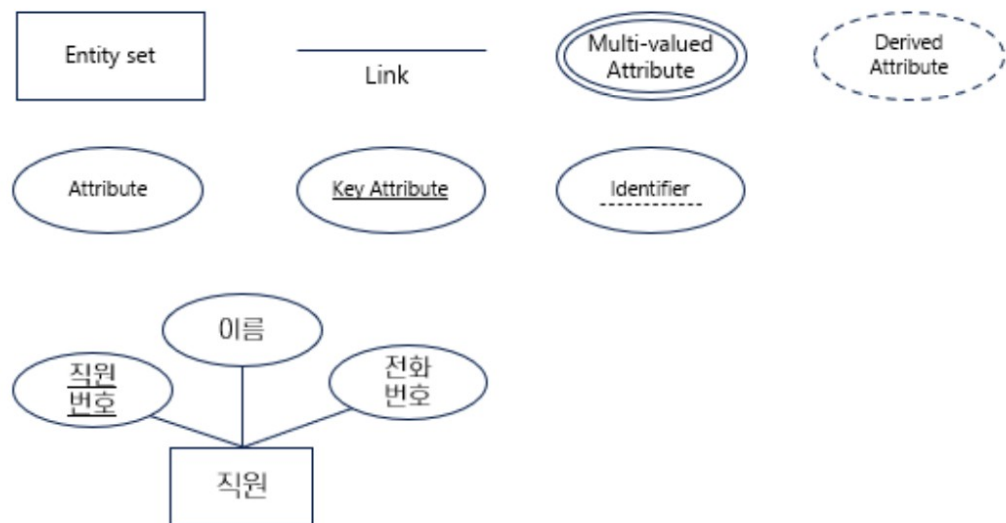 Entity set
Link
Multi-valued
Attribute
Derived
Attribute
Attribute
Key Attribute
Identifier
이름
직원
번호
전화
번호
직원